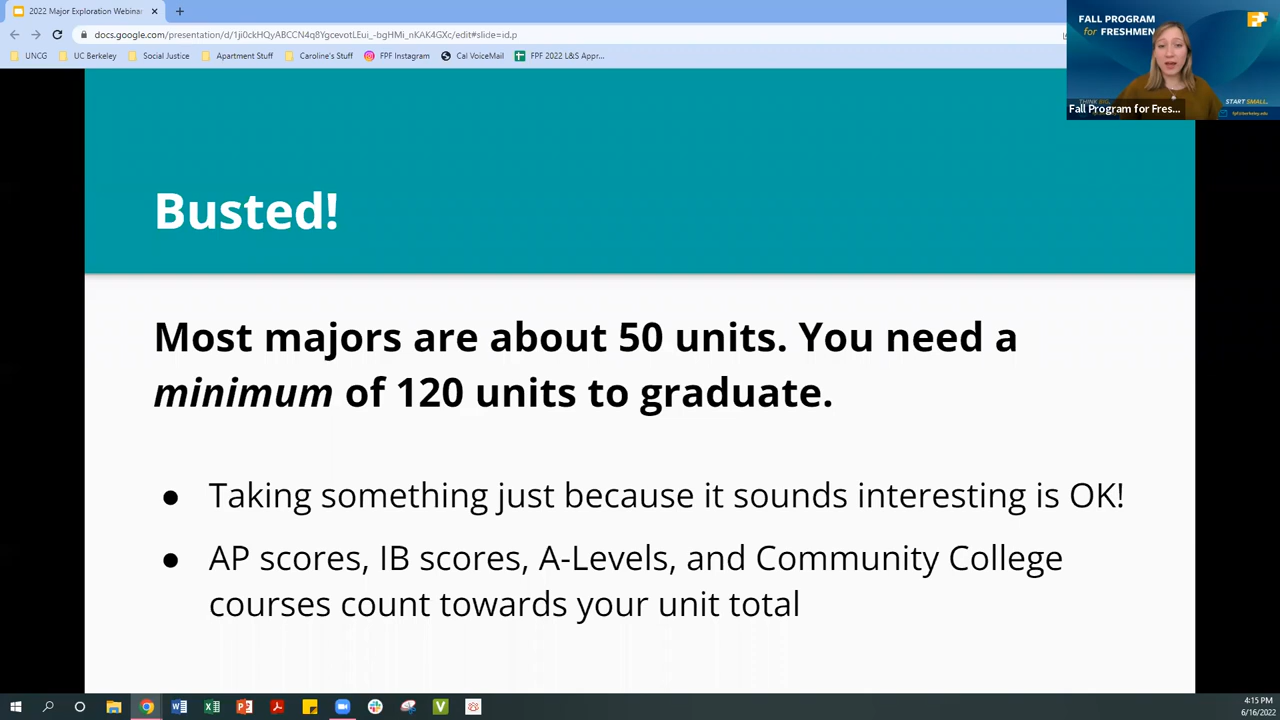 2022 Major Exploration Webinar
docs.google.com/presentation/d/1ji0ckHQyABCCN4q8YgcevotLEui_-bgHMi_nKAK4GXc/edit#slide=id.p
UNCG
UC Berkeley
Social Justice
Apartment Stuff
Caroline's Stuff
FPF Instagram
Cal VoiceMail
FPF 2022 L&S Appr...
FALL PROGRAM
for FRESHMEN
START SMALL.
fpf@berkeley.edu
Fall Program for Fres...
Busted!
Most majors are about 50 units. You need a
minimum of 120 units to graduate.
● Taking something just because it sounds interesting is OK!
● AP scores, IB scores, A-Levels, and Community College
courses count towards your unit total
4:15 PM
6/16/2022